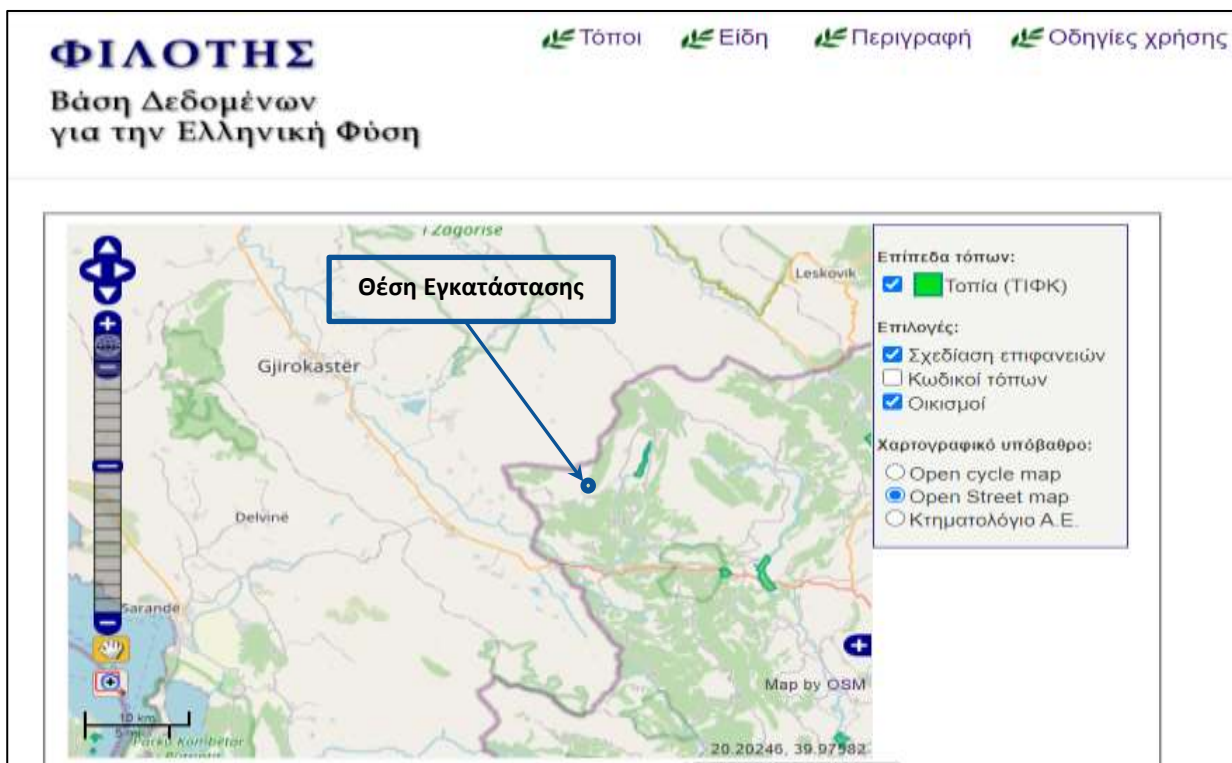 ΦΙΛΟΤΗΣ
Βάση Δεδομένων
για την Ελληνική Φύση
Τόποι
Είδη
Περιγραφή
Οδηγίες χρήσης
i Zagorise
Θέση Εγκατάστασης
Leskovik
Gjirokastër
Delvinë
Sarandë
10 km
5 mi
Parku Kombëtar
Map by OSM
20.20246, 39.97582
Επίπεδα τόπων:
Τοπία (ΤΙΦΚ)
Επιλογές:
Σχεδίαση επιφανειών
Κωδικοί τόπων
Οικισμοί
Χαρτογραφικό υπόβαθρο:
Open cycle map
Open Street map
Κτηματολόγιο Α.Ε.